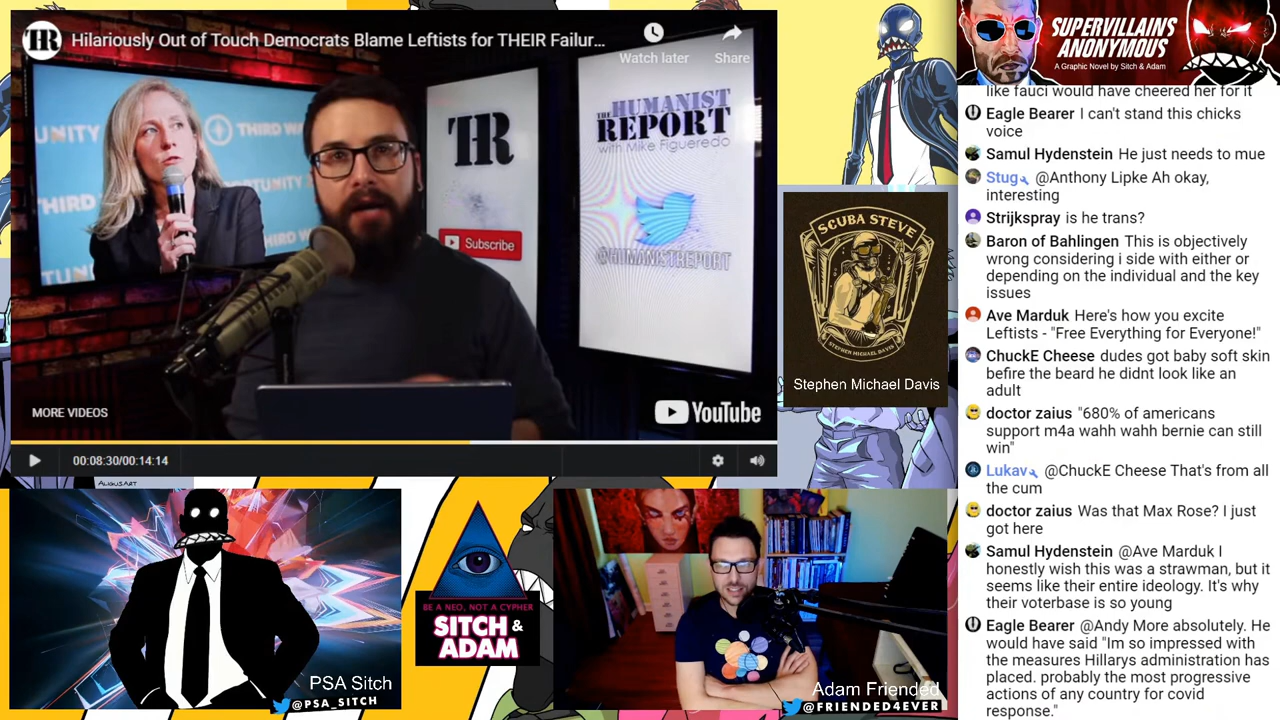 Hilariously Out of Touch Democrats Blame Leftists for THEIR Failur...
Watch later
Share
UNITY
THIRD WA
THIRD
OPPORTUNITY
THIRD WA
TUNI
HR
THE HUMANIST
REPORT
with Mike Figueredo
Subscribe
@HUMANISTREPORT
MORE VIDEOS
YouTube
00:08:30/00:14:14
SCUBA STEVE
STEPHEN MICHAEL DAVIS
Stephen Michael Davis
ALIGUSART
PSA Sitch
@PSA_SITCH
BE A NEO, NOT A CYPHER
SITCH &
ADAM
Adam Friended
@FRIENDED4EVER
SUPERVILLAINS
ANONYMOUS
A Graphic Novel by Sitch & Adam
like fauci would have cheered her for it
Eagle Bearer I can't stand this chicks
voice
Samul Hydenstein He just needs to mue
Stug @Anthony Lipke Ah okay,
interesting
Strijkspray is he trans?
Baron of Bahlingen This is objectively
wrong considering i side with either or
depending on the individual and the key
issues
Ave Marduk Here's how you excite
Leftists - "Free Everything for Everyone!"
ChuckE Cheese dudes got baby soft skin
befire the beard he didnt look like an
adult
doctor zaius "680% of americans
support m4a wahh wahh bernie can still
win"
Lukav @ChuckE Cheese That's from all
the cum
doctor zaius Was that Max Rose? I just
got here
Samul Hydenstein @Ave Marduk I
honestly wish this was a strawman, but it
seems like their entire ideology. It's why
their voterbase is so young
Eagle Bearer @Andy More absolutely. He
would have said "Im so impressed with
the measures Hillarys administration has
placed. probably the most progressive
actions of any country for covid
response."